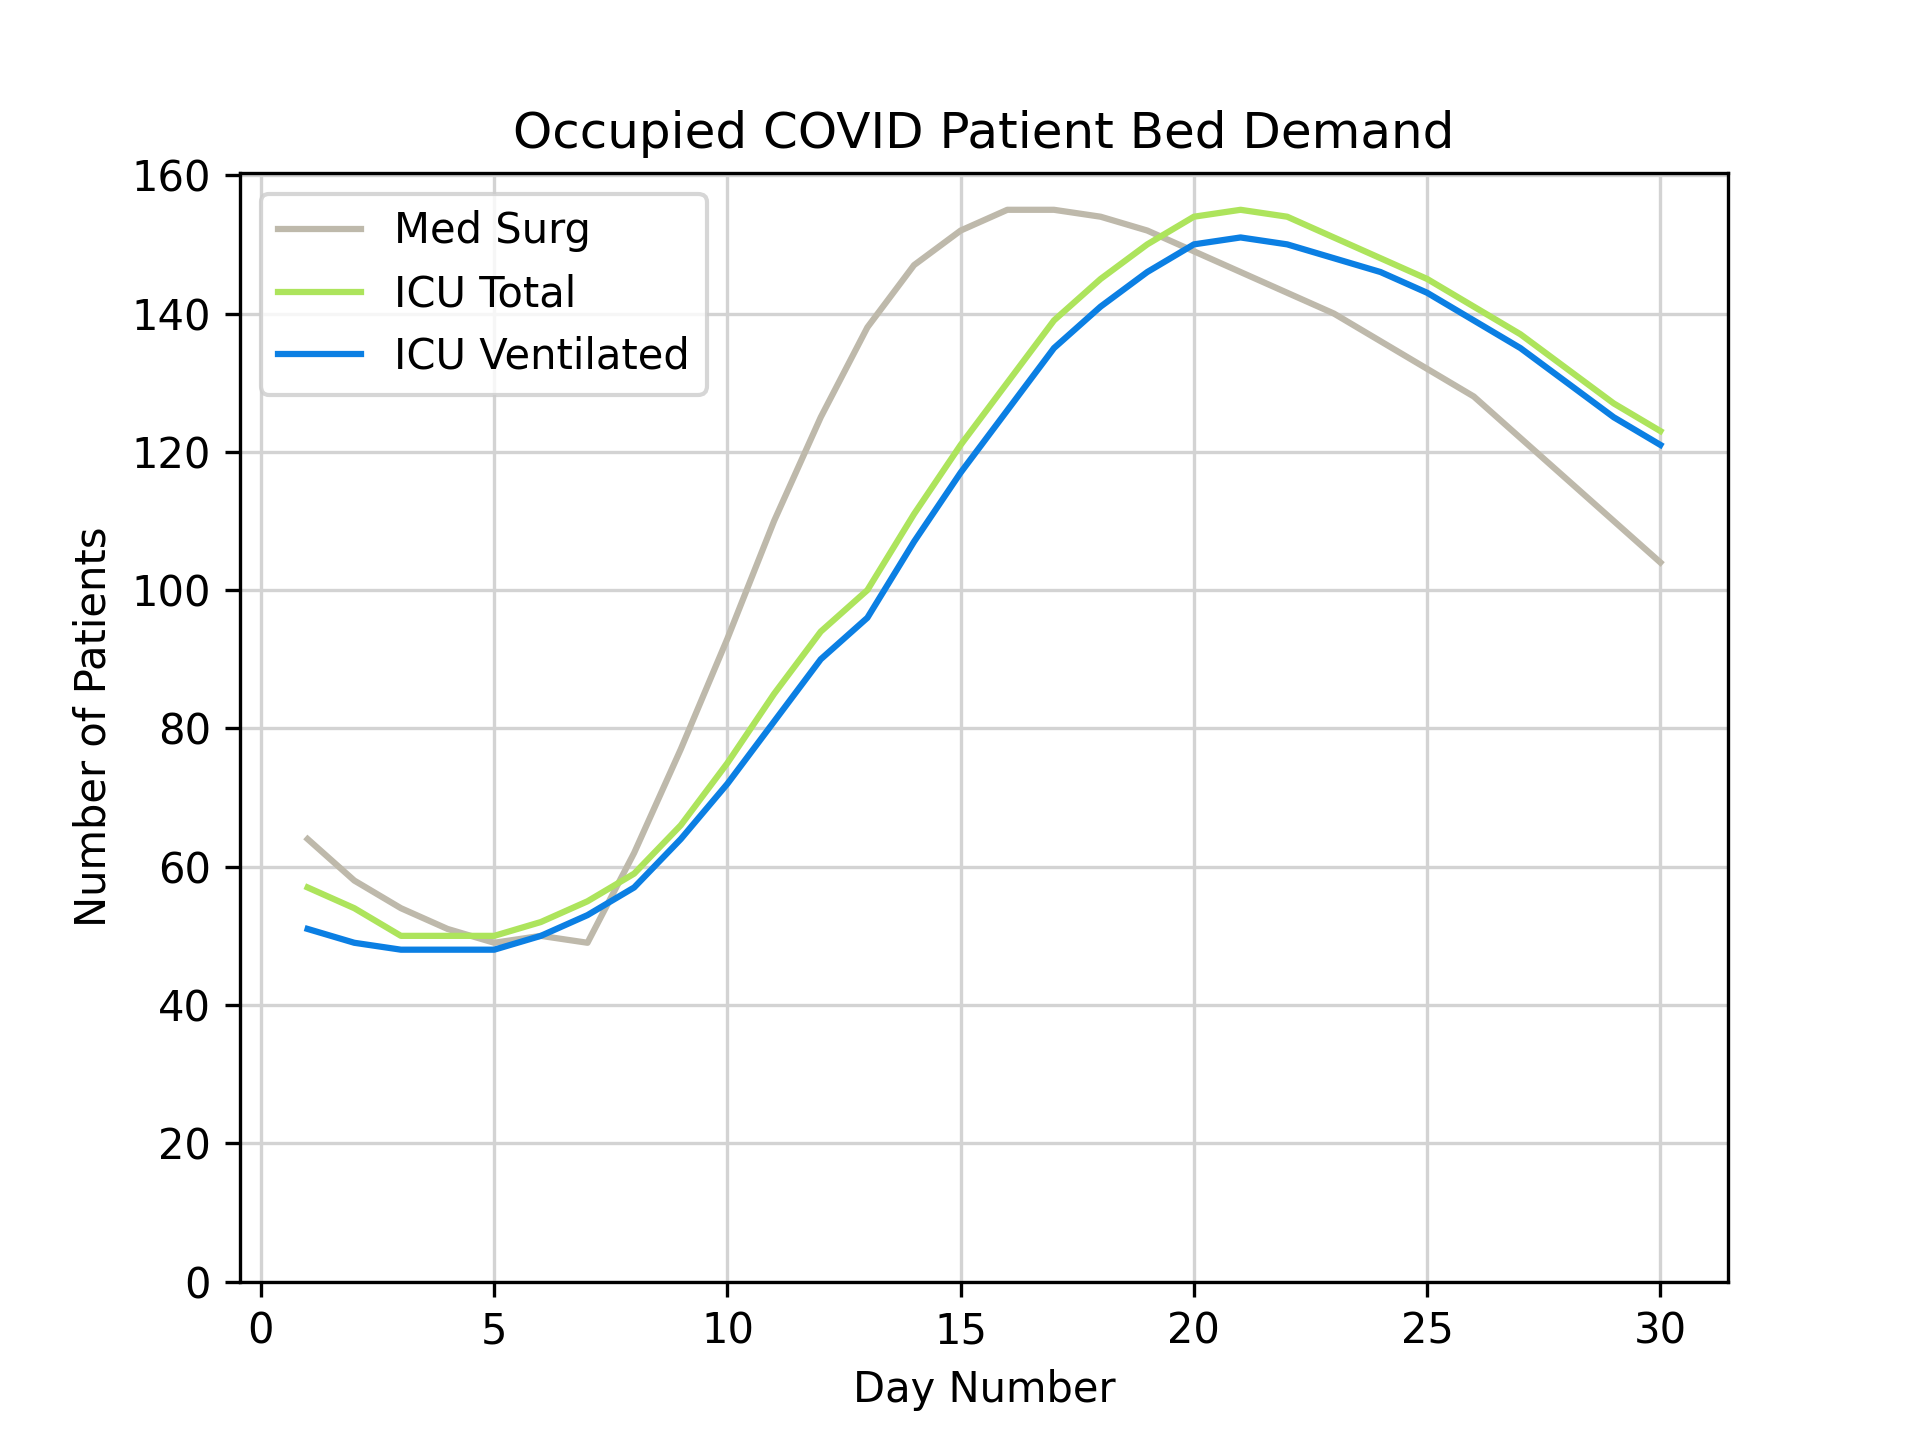 Occupied COVID Patient Bed Demand
160
140
120
100
80
60
40
20
0
Number of Patients
Med Surg
ICU Total
ICU Ventilated
0 5 10 15 20 25 30
Day Number